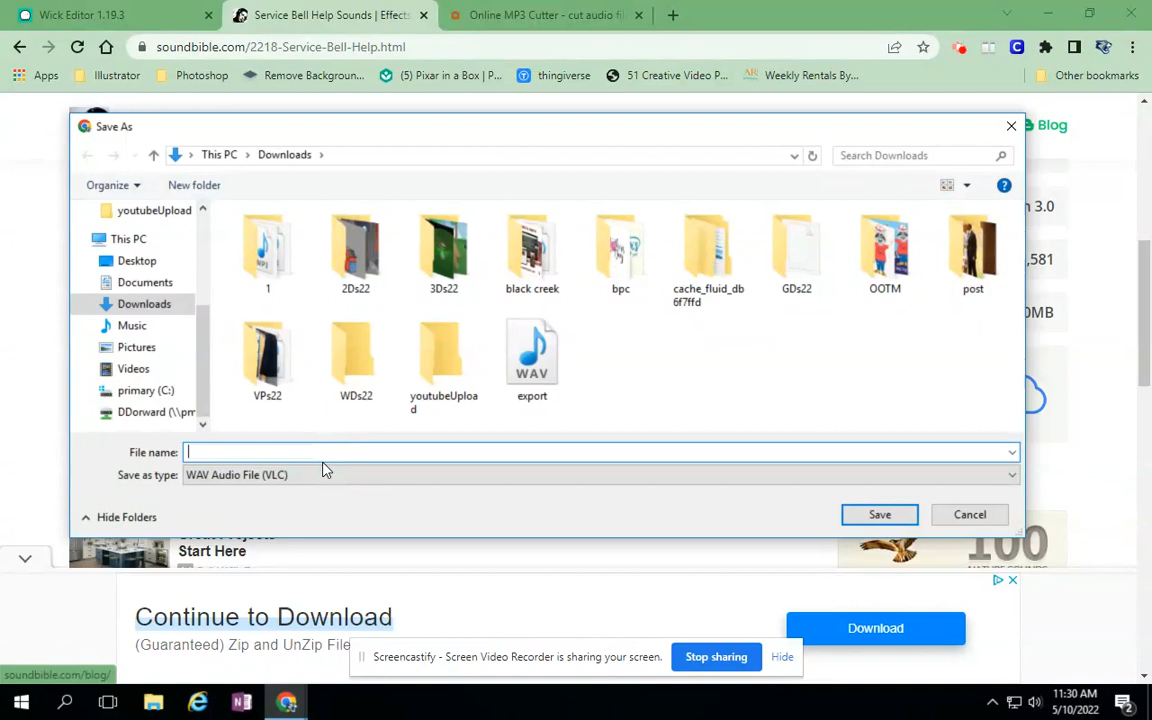 Wick Editor 1.19.3
Service Bell Help Sounds | Effects
Online MP3 Cutter - cut audio fil
soundbible.com/2218-Service-Bell-Help.html
Apps
Illustrator
Photoshop
Remove Backgroun...
(5) Pixar in a Box | P...
thingiverse
51 Creative Video P...
Weekly Rentals By...
Other bookmarks
Blog
Save As
This PC
Downloads
Search Downloads
Organize
New folder
youtubeUpload
This PC
Desktop
Documents
Downloads
Music
Pictures
Videos
primary (C:)
DDorward (\\pm
1
2Ds22
3Ds22
black creek
bpc
cache_fluid_db
6f7ffd
GDs22
OOTM
post
VPs22
WDs22
youtubeUploa
d
WAV
export
n 3.0
,581
0MB
File name:
Save as type:
WAV Audio File (VLC)
Hide Folders
Save
Cancel
Start Here
100
Continue to Download
(Guaranteed) Zip and UnZip File
Download
Screencastify - Screen Video Recorder is sharing your screen.
Stop sharing
Hide
soundbible.com/blog/
11:30 AM
5/10/2022
2